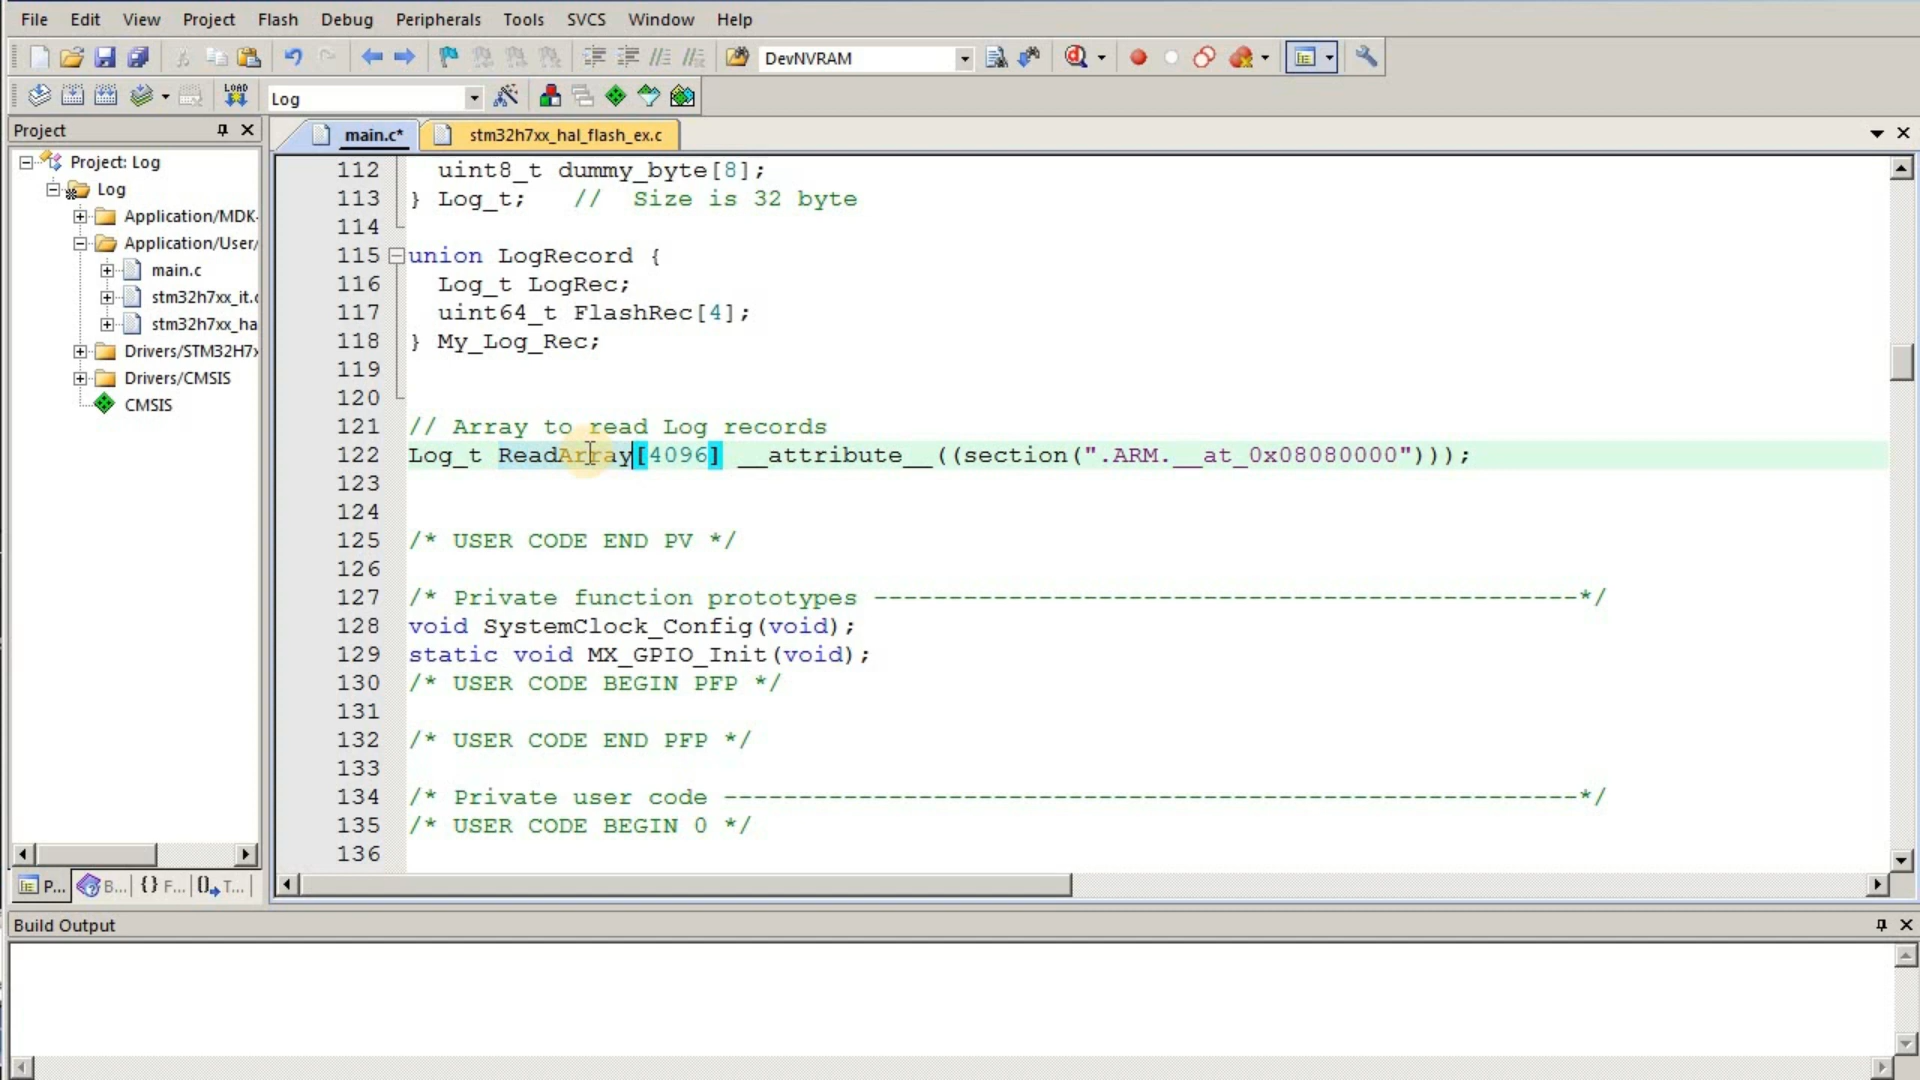 File Edit View Project Flash Debug Peripherals Tools SVCS Window Help
DevNVRAM
LOAD Log
Project
main.c* stm32h7xx_hal_flash_ex.c
Project: Log
Log
Application/MDK-
Application/User/
main.c
stm32h7xx_it.c
stm32h7xx_ha
Drivers/STM32H7x
Drivers/CMSIS
CMSIS
112 uint8_t dummy_byte[8];
113 } Log_t; // Size is 32 byte
114
115 union LogRecord {
116 Log_t LogRec;
117 uint64_t FlashRec[4];
118 } My_Log_Rec;
119
120
121 // Array to read Log records
122 Log_t ReadArray[4096] __attribute__((section(".ARM.__at_0x08080000")));
123
124
125 /* USER CODE END PV */
126
127 /* Private function prototypes -----------------------------------------------*/
128 void SystemClock_Config(void);
129 static void MX_GPIO_Init(void);
130 /* USER CODE BEGIN PFP */
131
132 /* USER CODE END PFP */
133
134 /* Private user code ---------------------------------------------------------*/
135 /* USER CODE BEGIN 0 */
136
P... B... {} F... T...
Build Output